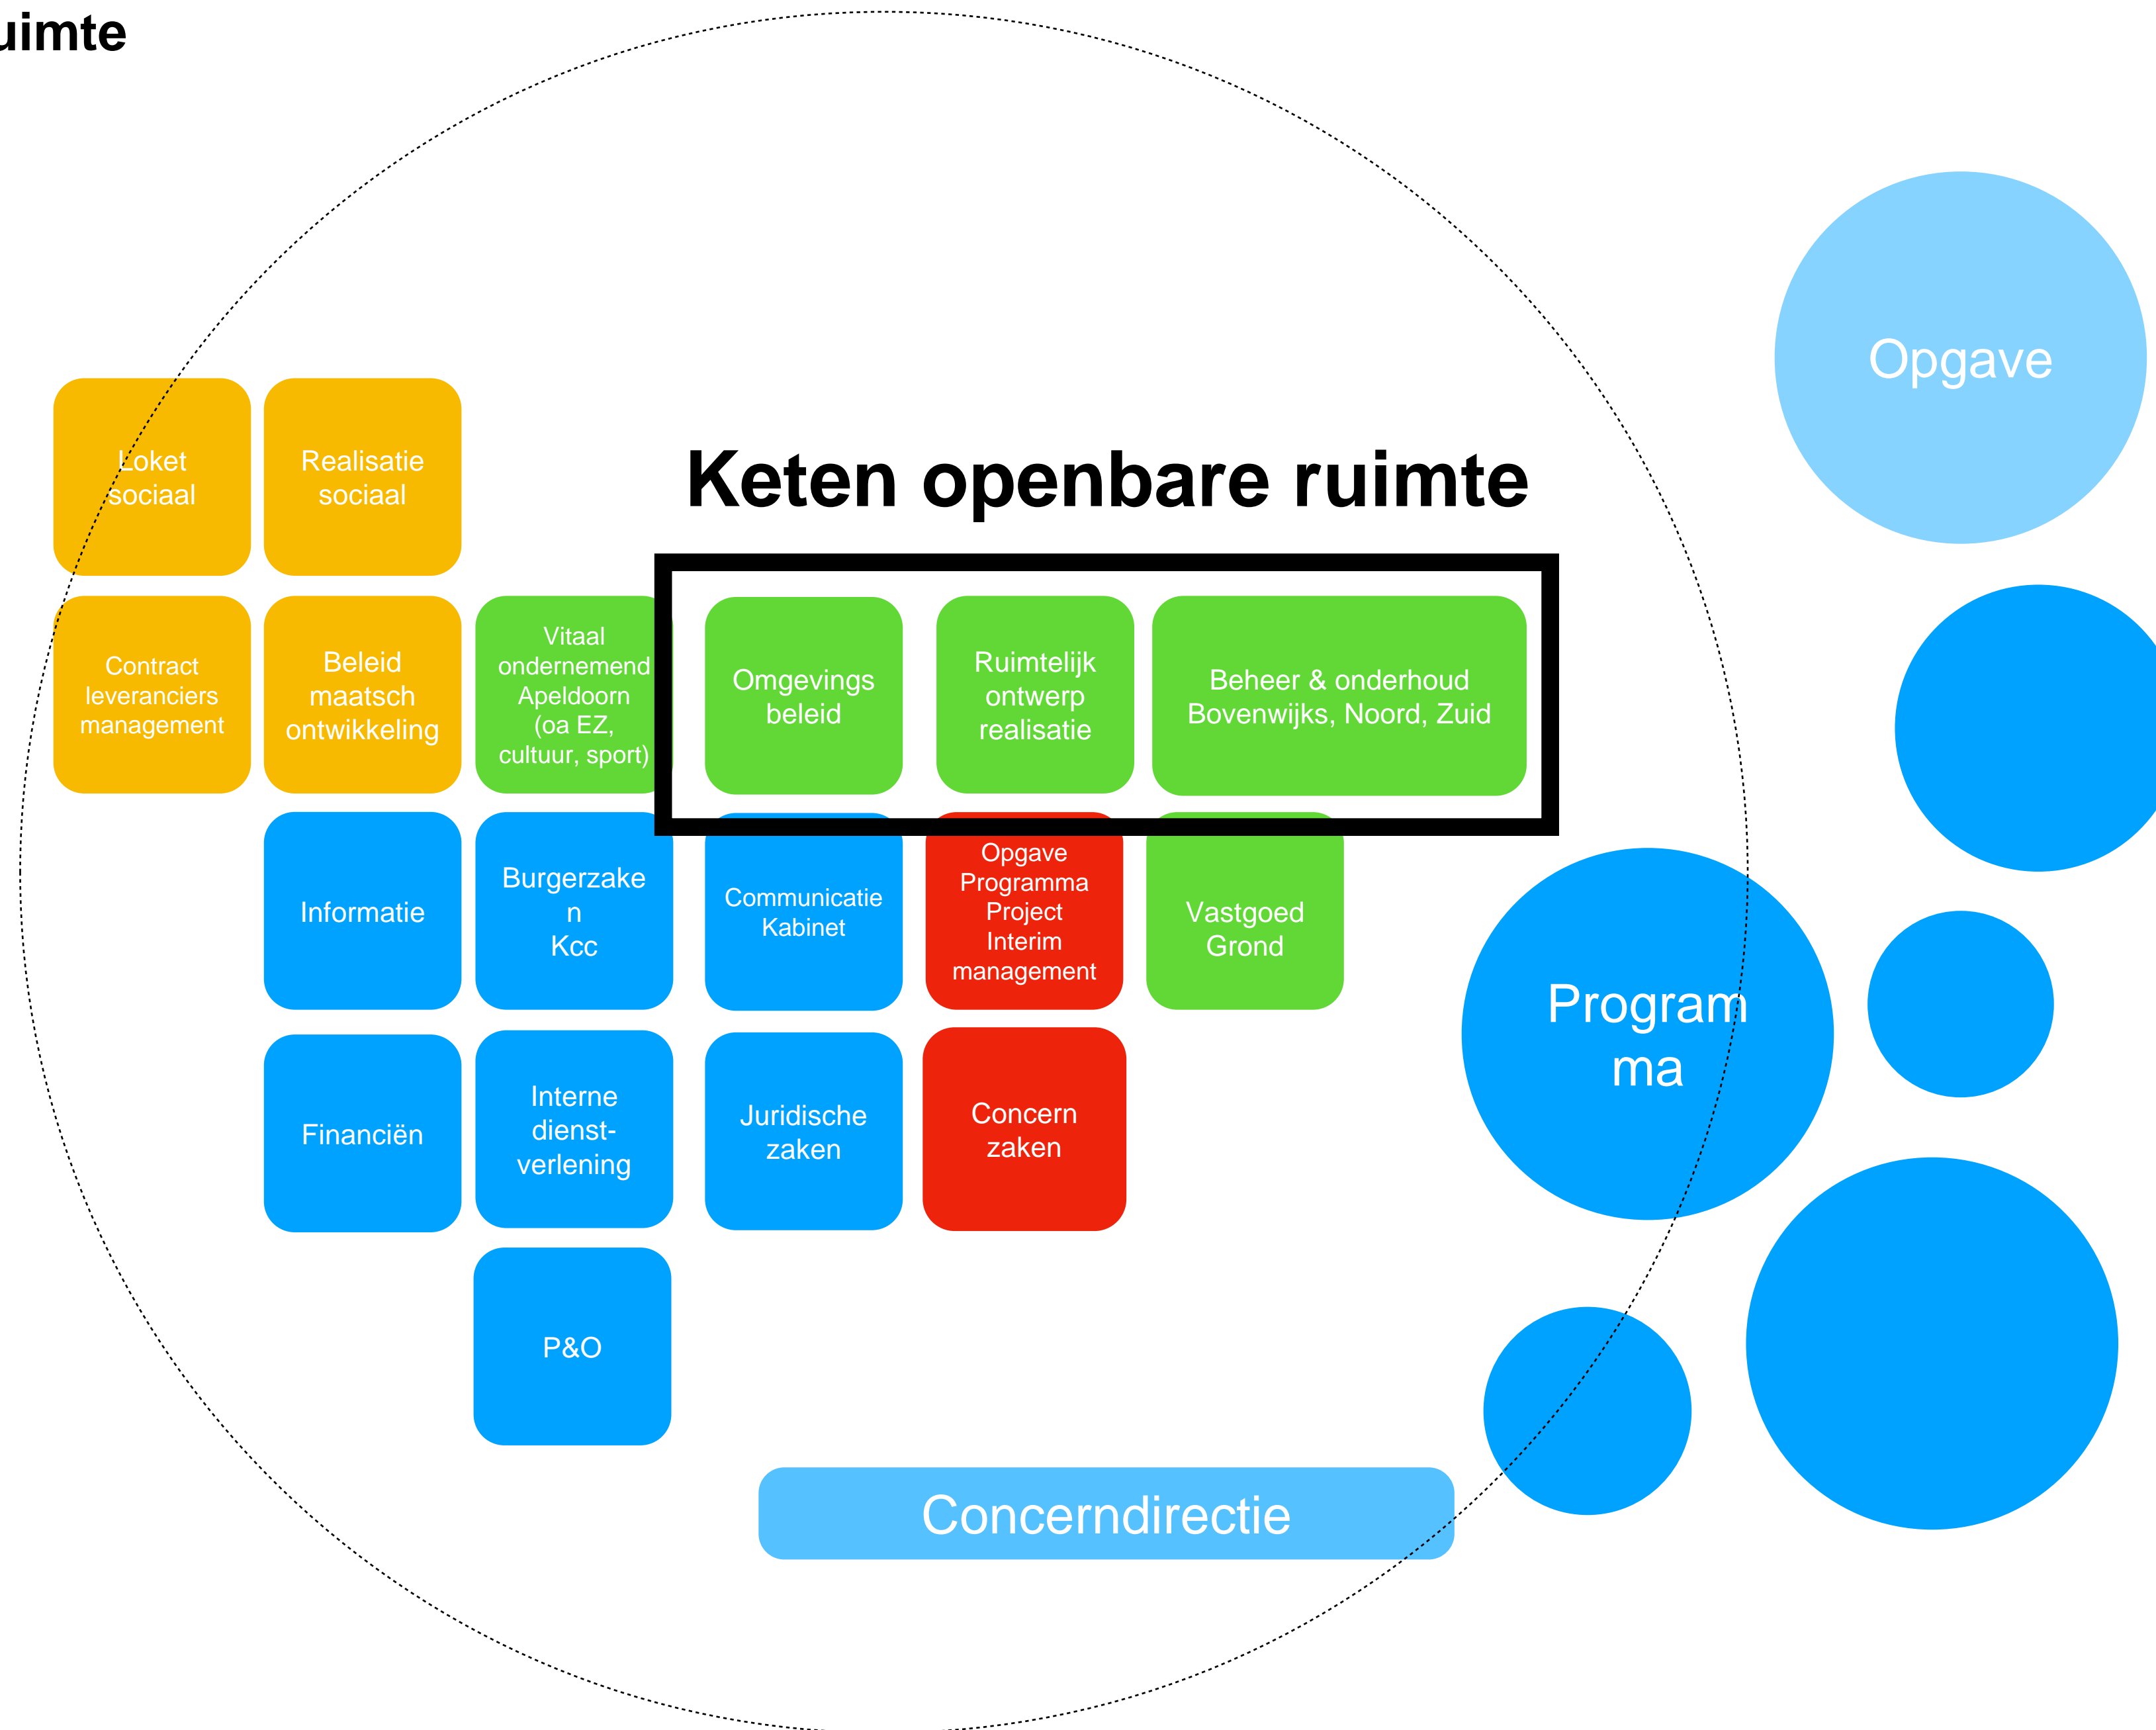 uimte
Keten openbare ruimte
Opgave
Loket
sociaal
Realisatie
sociaal
Contract
leveranciers
management
Beleid
maatsch
ontwikkeling
Vitaal
ondernemend
Apeldoorn
(oa EZ,
cultuur, sport)
Omgevings
beleid
Ruimtelijk
ontwerp
realisatie
Beheer & onderhoud
Bovenwijks, Noord, Zuid
Informatie
Burgerzake
n
Kcc
Communicatie
Kabinet
Opgave
Programma
Project
Interim
management
Vastgoed
Grond
Program
ma
Financiën
Interne
dienst-
verlening
Juridische
zaken
Concern
zaken
P&O
Concerndirectie